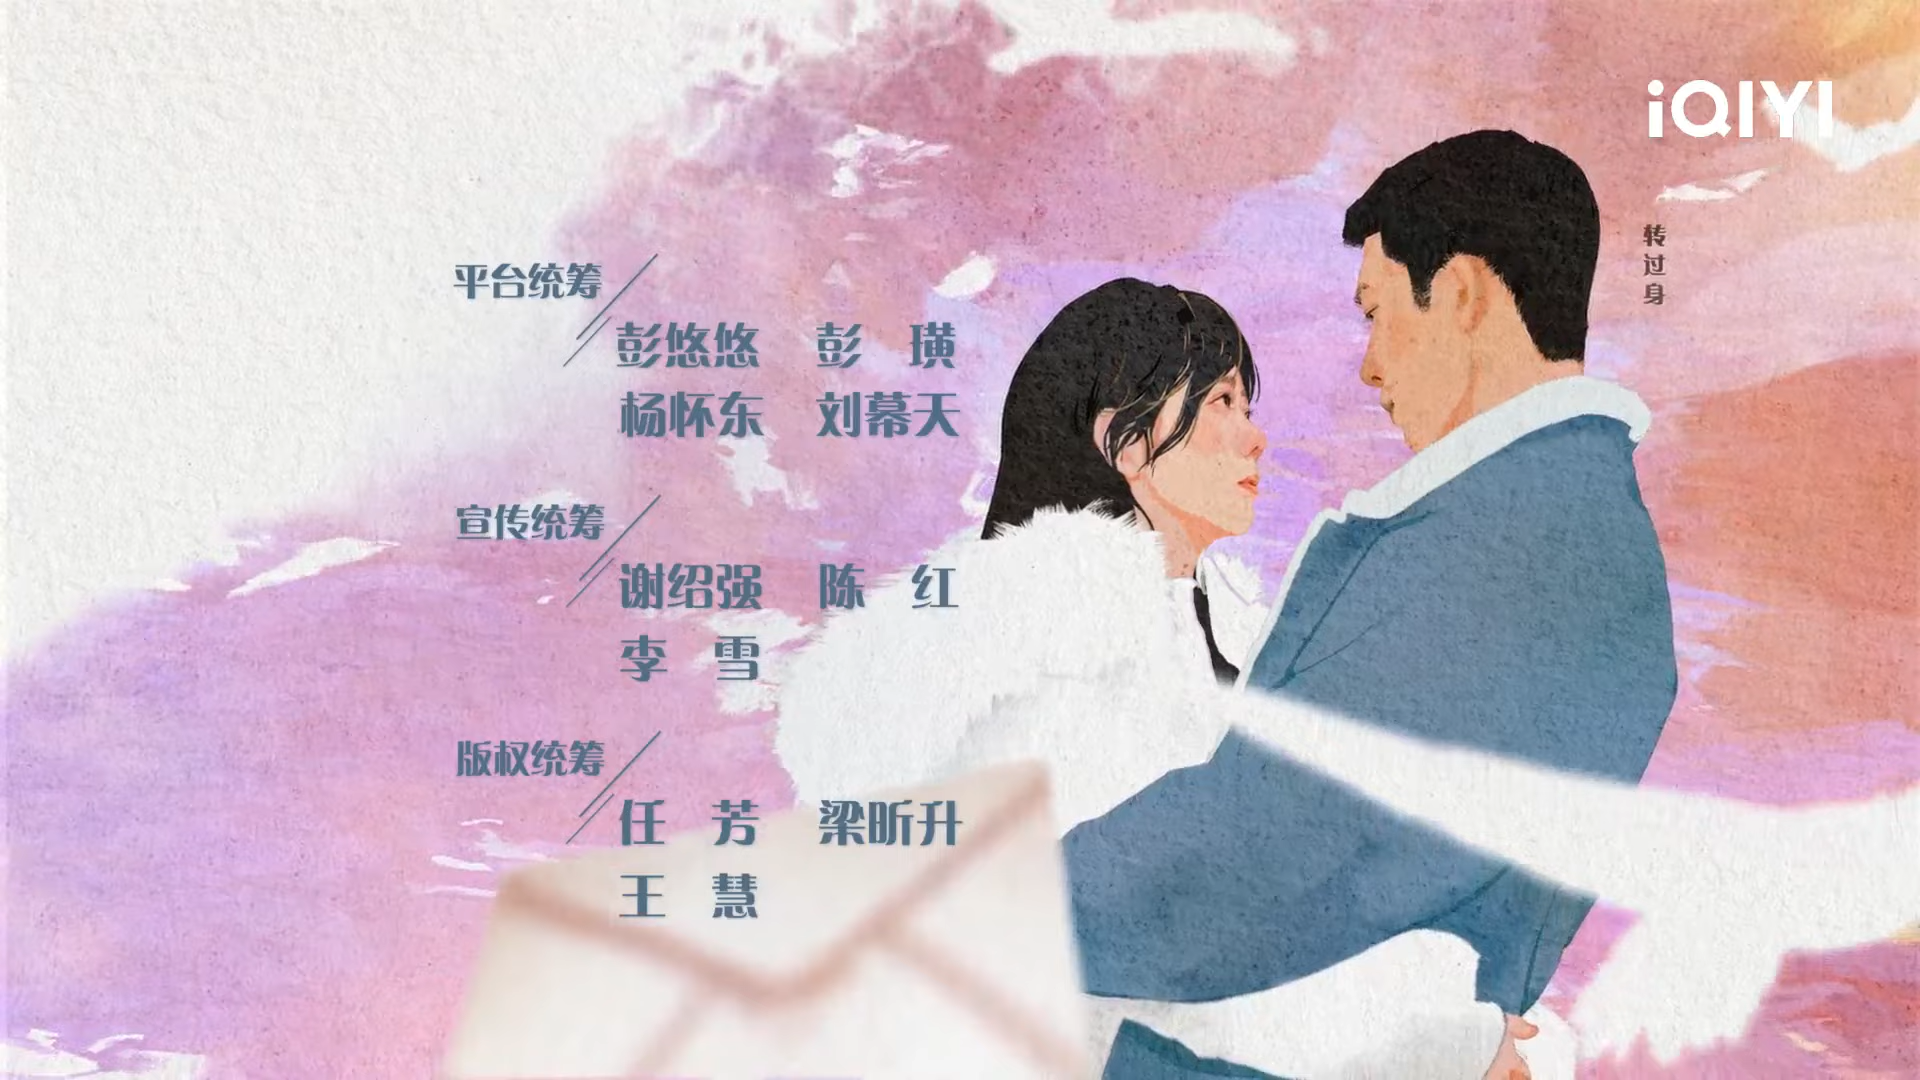 iQIYI
转过身
平台统筹
彭悠悠 彭 璜
杨怀东 刘幕天
宣传统筹
谢绍强 陈 红
李 雪
版权统筹
任 芳 梁昕升
王 慧